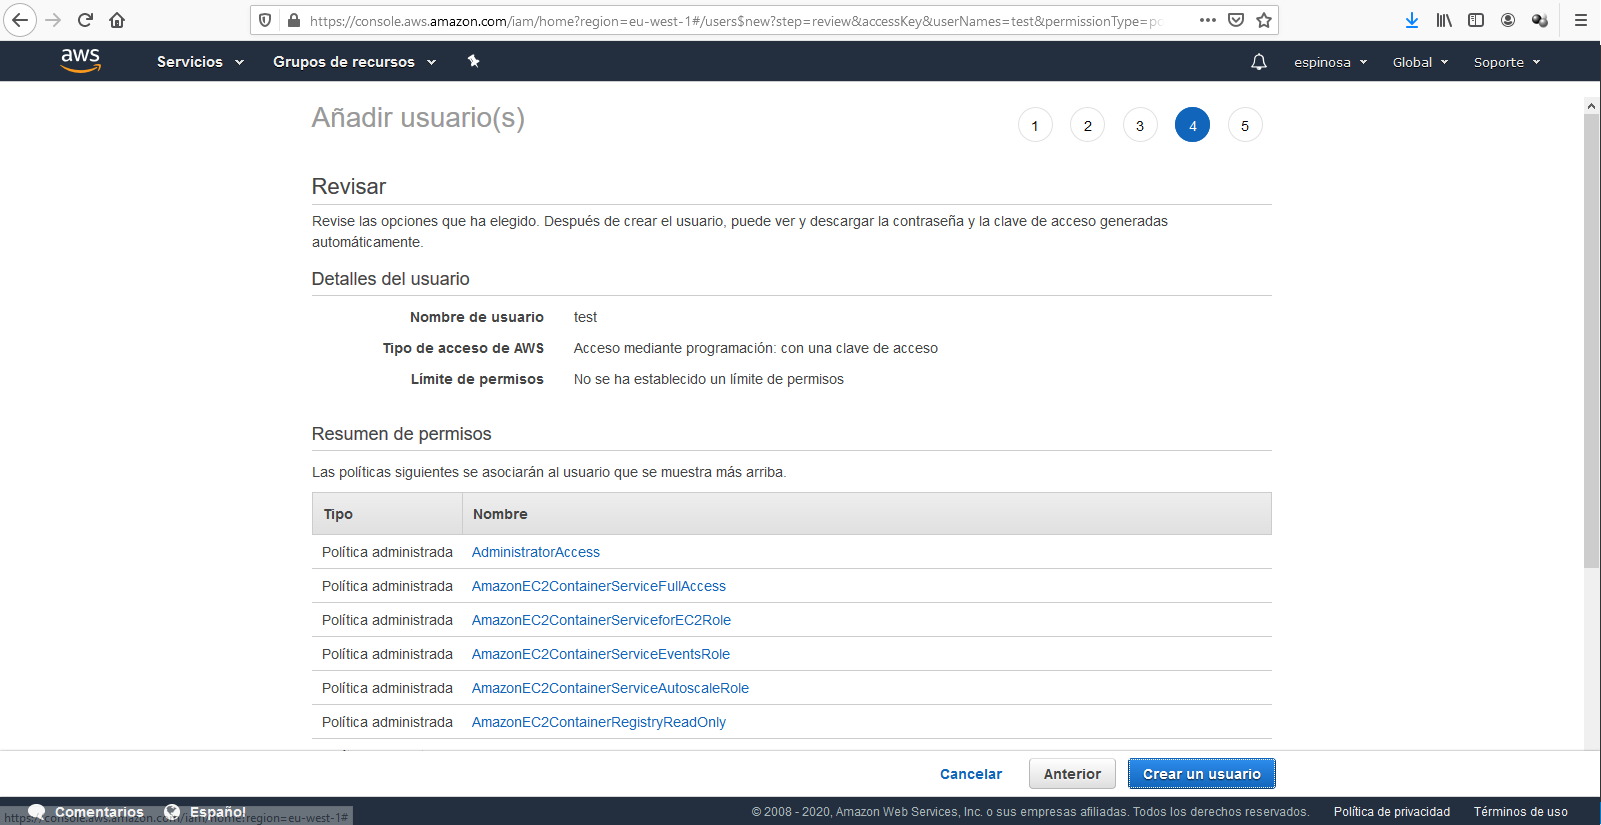 https://console.aws.amazon.com/iam/home?region=eu-west-1#/users$new?step=review&accessKey&userNames=test&permissionType=pc
aws
Servicios
Grupos de recursos
espinosa
Global
Soporte
Añadir usuario(s)
1
2
3
4
5
Revisar
Revise las opciones que ha elegido. Después de crear el usuario, puede ver y descargar la contraseña y la clave de acceso generadas
automáticamente.
Detalles del usuario
Nombre de usuario test
Tipo de acceso de AWS Acceso mediante programación: con una clave de acceso
Límite de permisos No se ha establecido un límite de permisos
Resumen de permisos
Las políticas siguientes se asociarán al usuario que se muestra más arriba.
Tipo Nombre
Política administrada AdministratorAccess
Política administrada AmazonEC2ContainerServiceFullAccess
Política administrada AmazonEC2ContainerServiceforEC2Role
Política administrada AmazonEC2ContainerServiceEventsRole
Política administrada AmazonEC2ContainerServiceAutoscaleRole
Política administrada AmazonEC2ContainerRegistryReadOnly
Cancelar
Anterior
Crear un usuario
Comentarios
Español
© 2008 - 2020, Amazon Web Services, Inc. o sus empresas afiliadas. Todos los derechos reservados.
Política de privacidad
Términos de uso
https://console.aws.amazon.com/iam/home?region=eu-west-1#